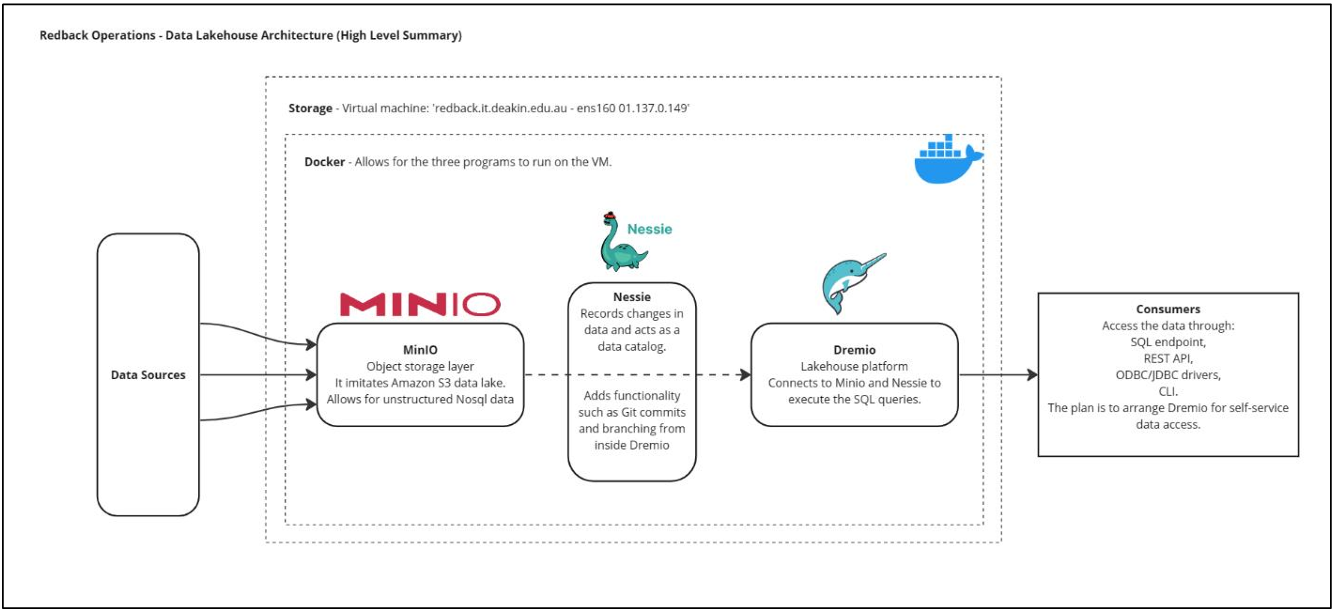 Redback Operations - Data Lakehouse Architecture (High Level Summary)
Storage - Virtual machine: 'redback.it.deakin.edu.au - ens160 01.137.0.149'
Docker - Allows for the three programs to run on the VM.
Data Sources
MINIO
MinIO
Object storage layer
It imitates Amazon S3 data lake.
Allows for unstructured Nosql data
Nessie
Nessie
Records changes in
data and acts as a
data catalog.
Adds functionality
such as Git commits
and branching from
inside Dremio
Dremio
Lakehouse platform
Connects to Minio and Nessie to
execute the SQL queries.
Consumers
Access the data through:
SQL endpoint,
REST API,
ODBC/JDBC drivers,
CLI.
The plan is to arrange Dremio for self-service
data access.